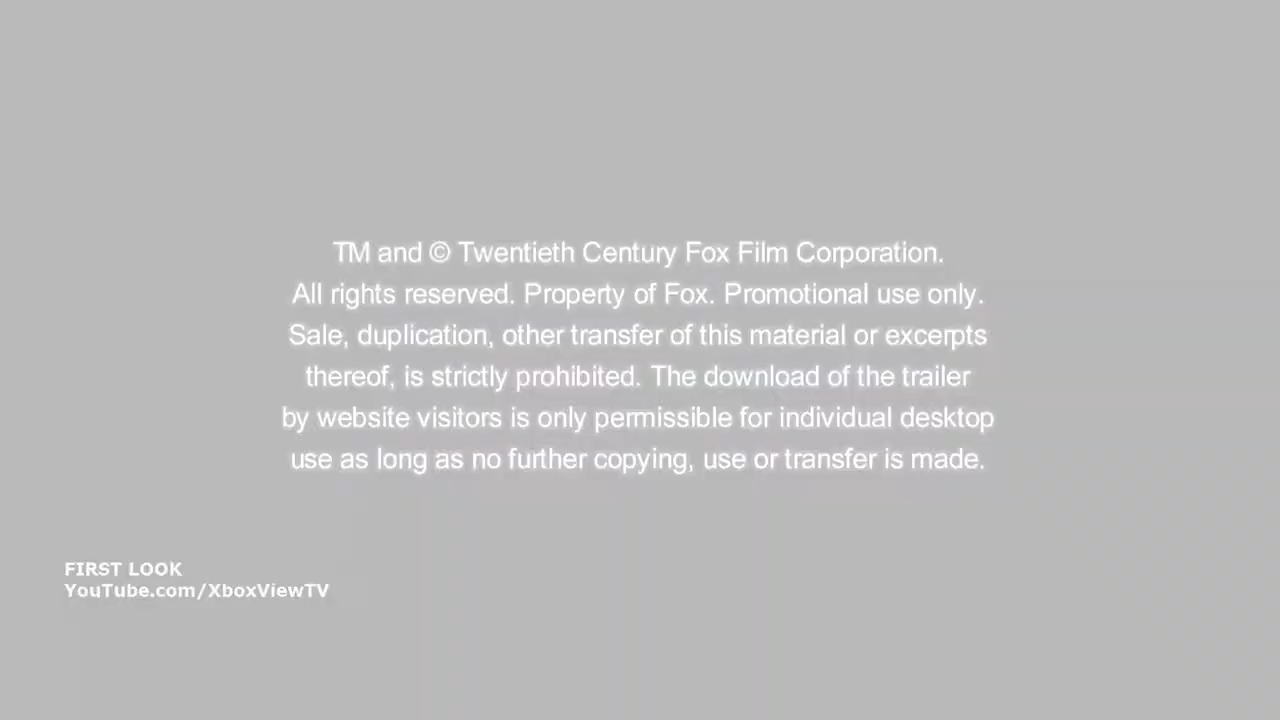 TM and © Twentieth Century Fox Film Corporation.
All rights reserved. Property of Fox. Promotional use only.
Sale, duplication, other transfer of this material or excerpts
thereof, is strictly prohibited. The download of the trailer
by website visitors is only permissible for individual desktop
use as long as no further copying, use or transfer is made.
FIRST LOOK
YouTube.com/XboxViewTV